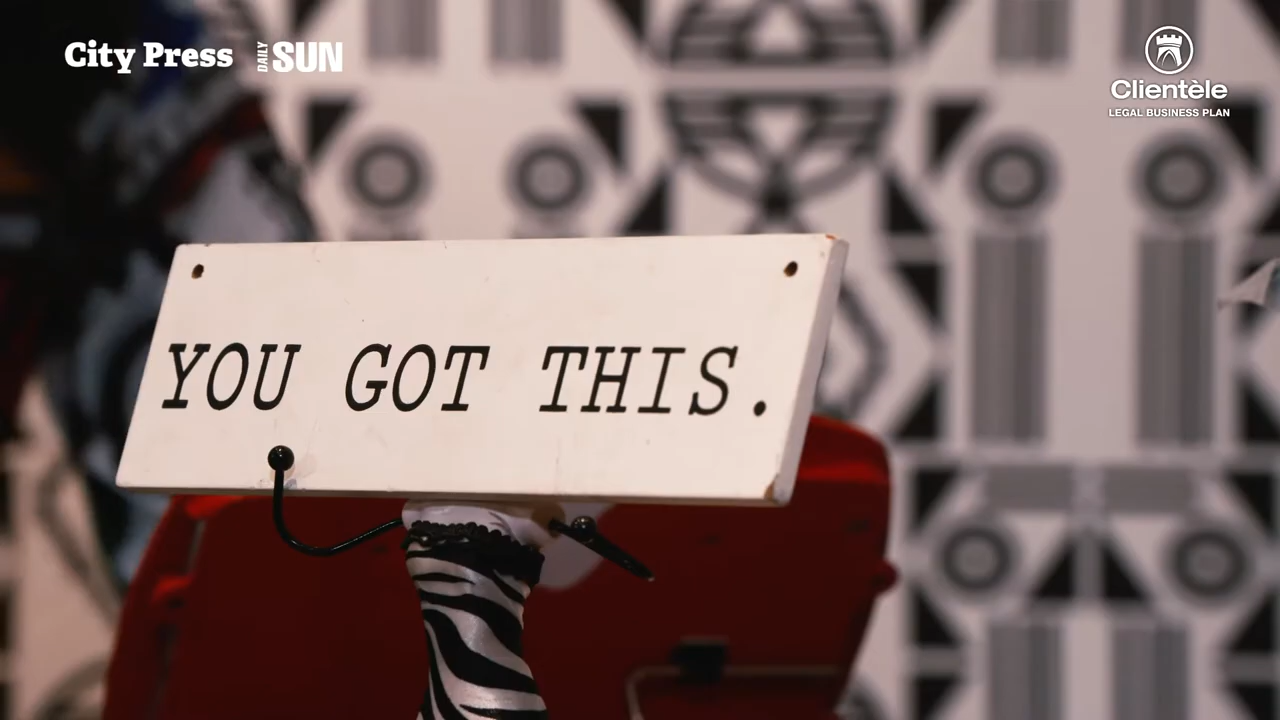 City Press
DAILY SUN
Clientèle
LEGAL BUSINESS PLAN
YOU GOT THIS.